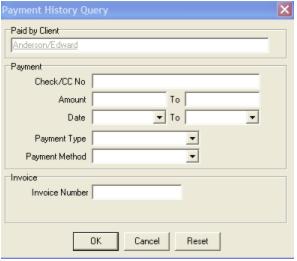 Payment History Query
Paid by Client
Anderson/Edward
Payment
Check/CC No
Amount To
Date To
Payment Type
Payment Method
Invoice
Invoice Number
OK Cancel Reset